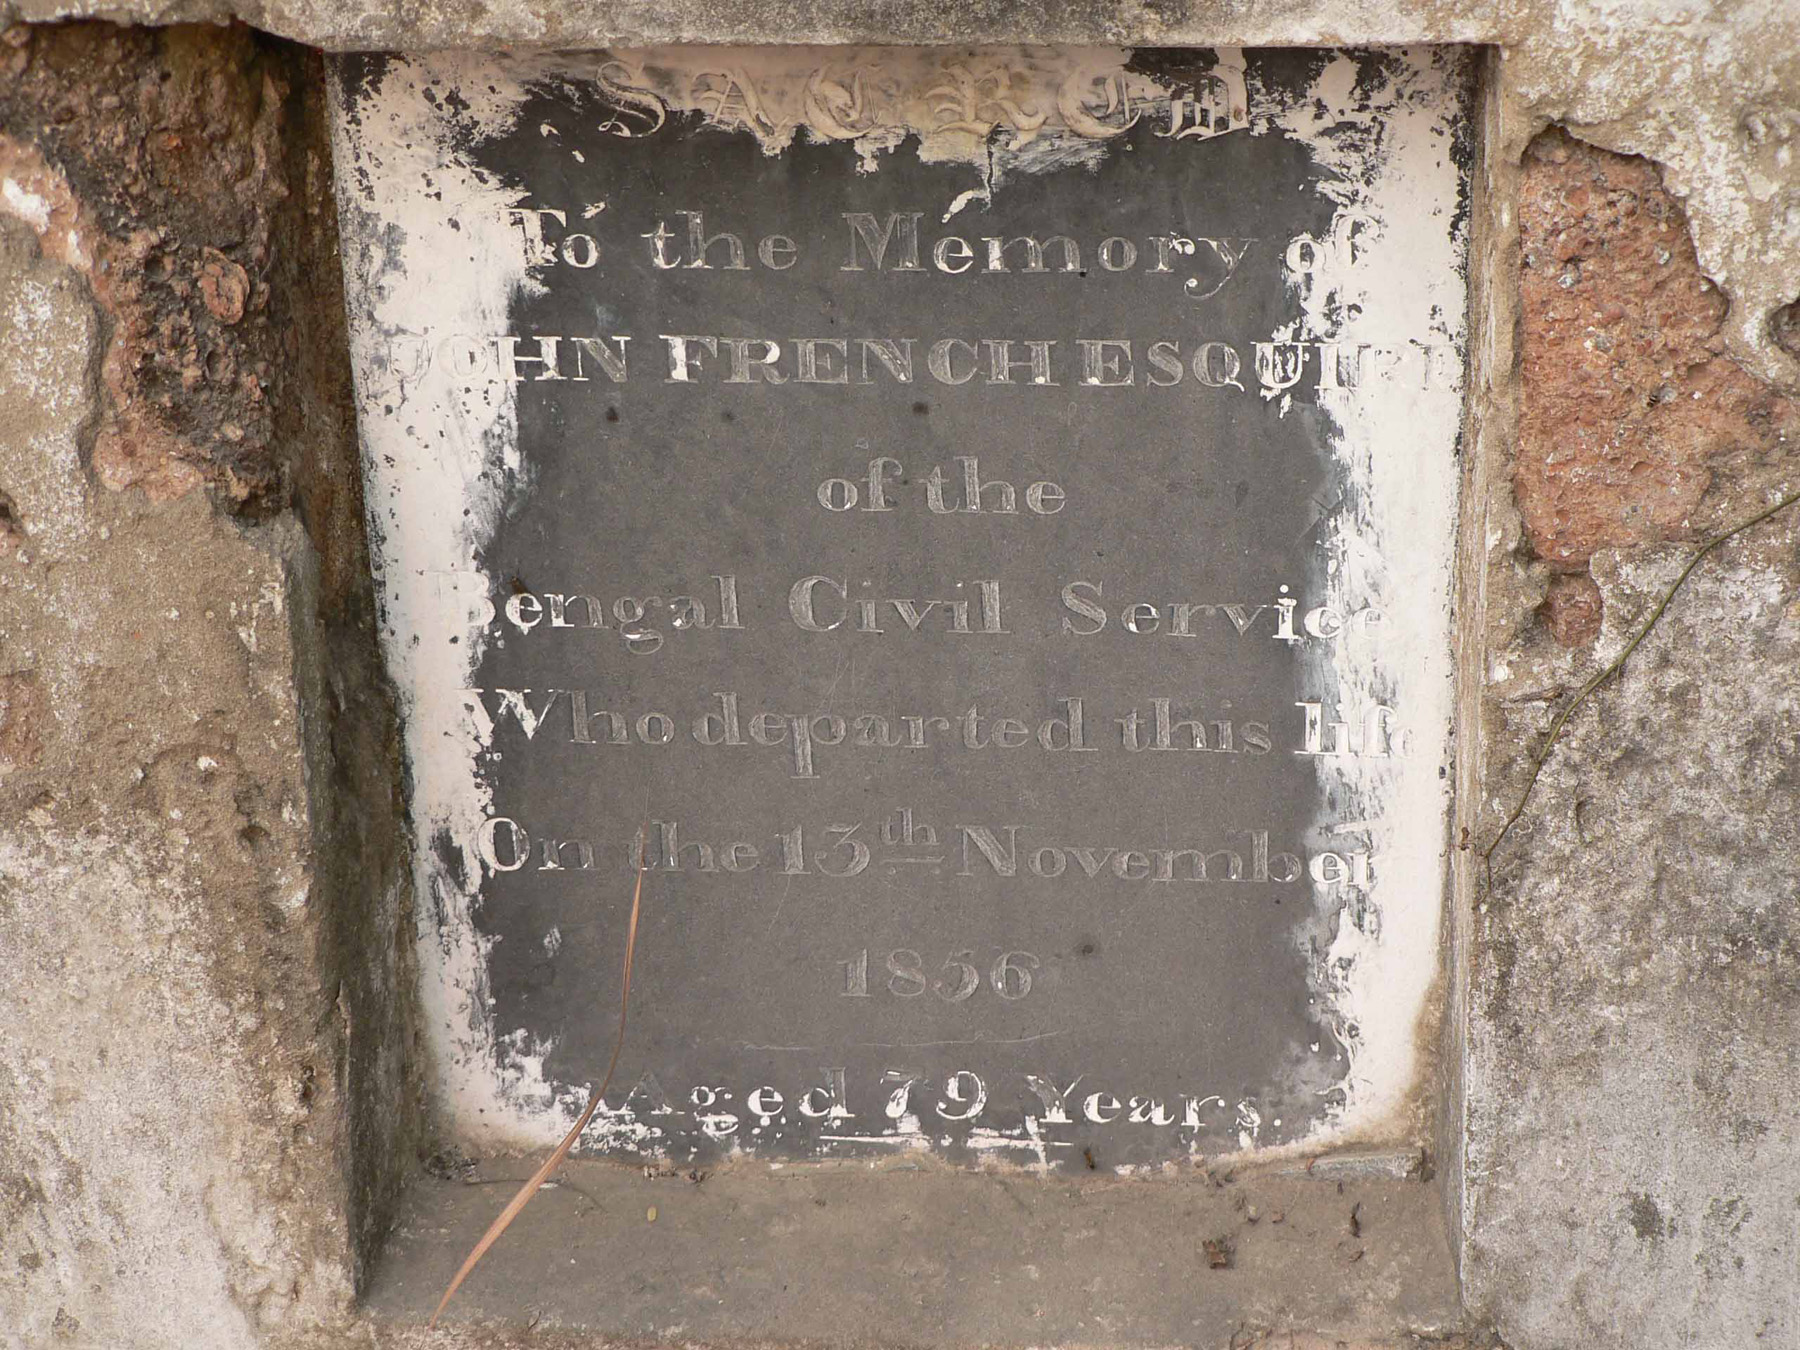 SACRED
To the Memory of
JOHN FRENCH ESQUIRE
of the
Bengal Civil Service
Who departed this life
On the 13th November
1856
Aged 79 Years.